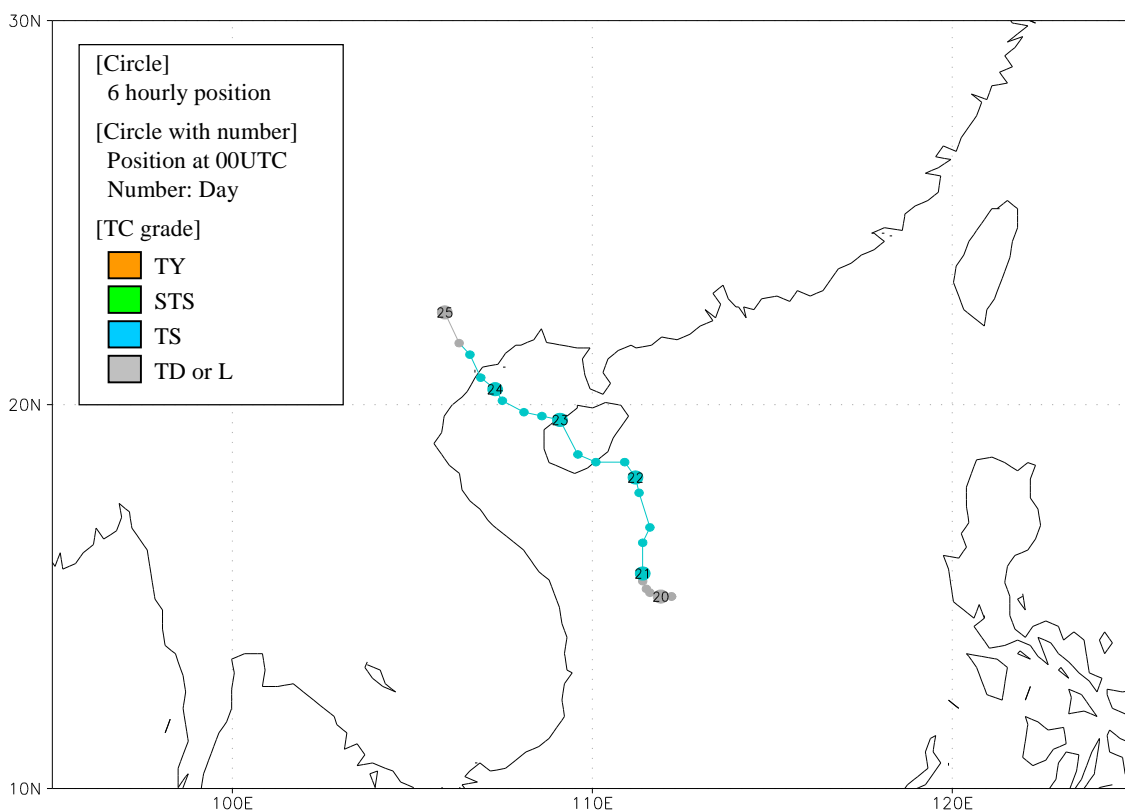 30N
[Circle]
6 hourly position
[Circle with number]
Position at 00UTC
Number: Day
[TC grade]
TY
STS
TS
TD or L
25
24
20N
23
22
21
20
10N
100E
110E
120E